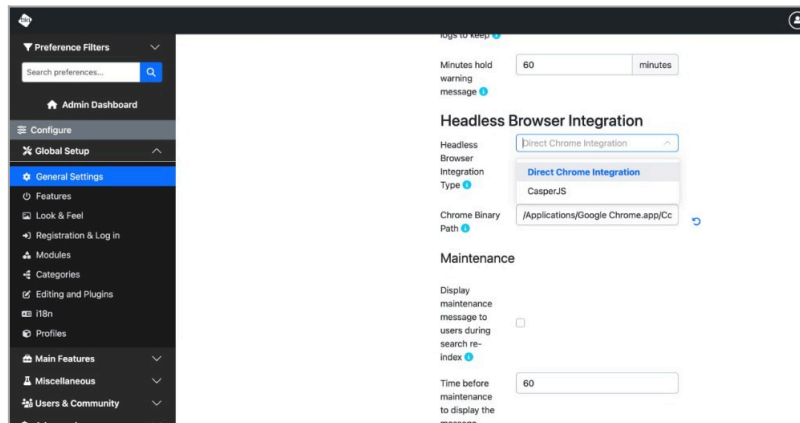 tiki
Preference Filters
Search preferences...
Admin Dashboard
Configure
Global Setup
General Settings
Features
Look & Feel
Registration & Log in
Modules
Categories
Editing and Plugins
i18n
Profiles
Main Features
Miscellaneous
Users & Community
logs to keep
Minutes hold
warning
message
60 minutes
Headless Browser Integration
Headless
Browser
Integration
Type
Direct Chrome Integration
Direct Chrome Integration
CasperJS
Chrome Binary
Path
/Applications/Google Chrome.app/Cc
Maintenance
Display
maintenance
message to
users during
search re-
index
Time before
maintenance
to display the
message
60